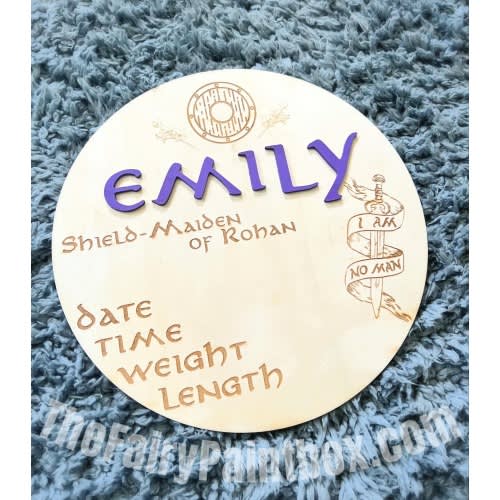 EMILY
Shield-Maiden
of Rohan
I AM
NO MAN
DATE
TIME
WEIGHT
LENGTH
TheFairyPaintbox.com